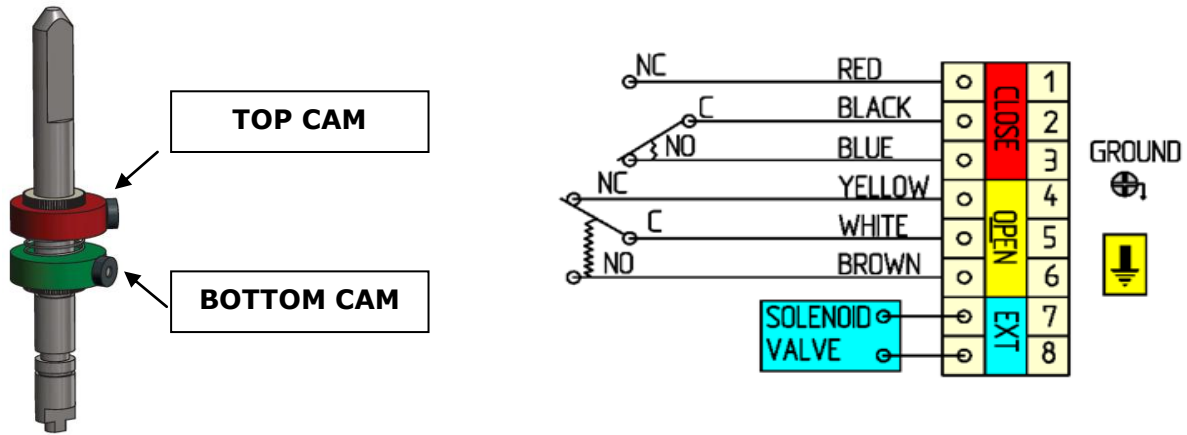 TOP CAM
BOTTOM CAM
NC RED 1
C BLACK 2
NO BLUE 3
CLOSE
NC YELLOW 4
C WHITE 5
NO BROWN 6
OPEN
SOLENOID 7
VALVE 8
EXT
GROUND